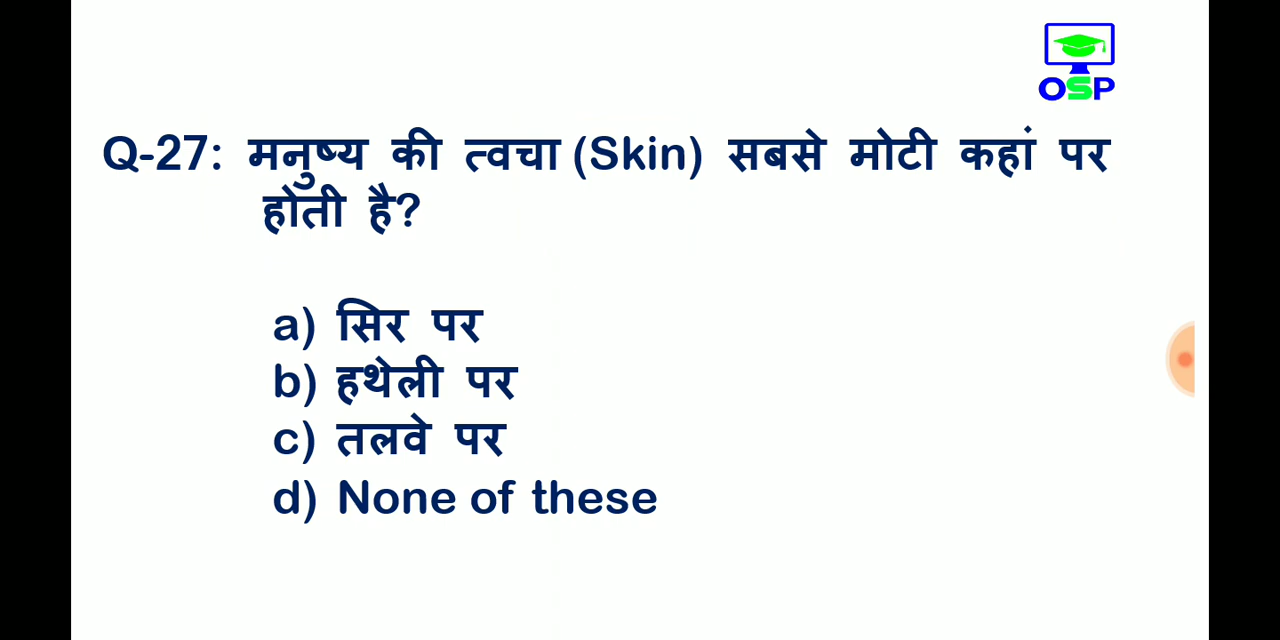 OSP
Q-27: मनुष्य की त्वचा (Skin) सबसे मोटी कहां पर
होती है?
a) सिर पर
b) हथेली पर
c) तलवे पर
d) None of these